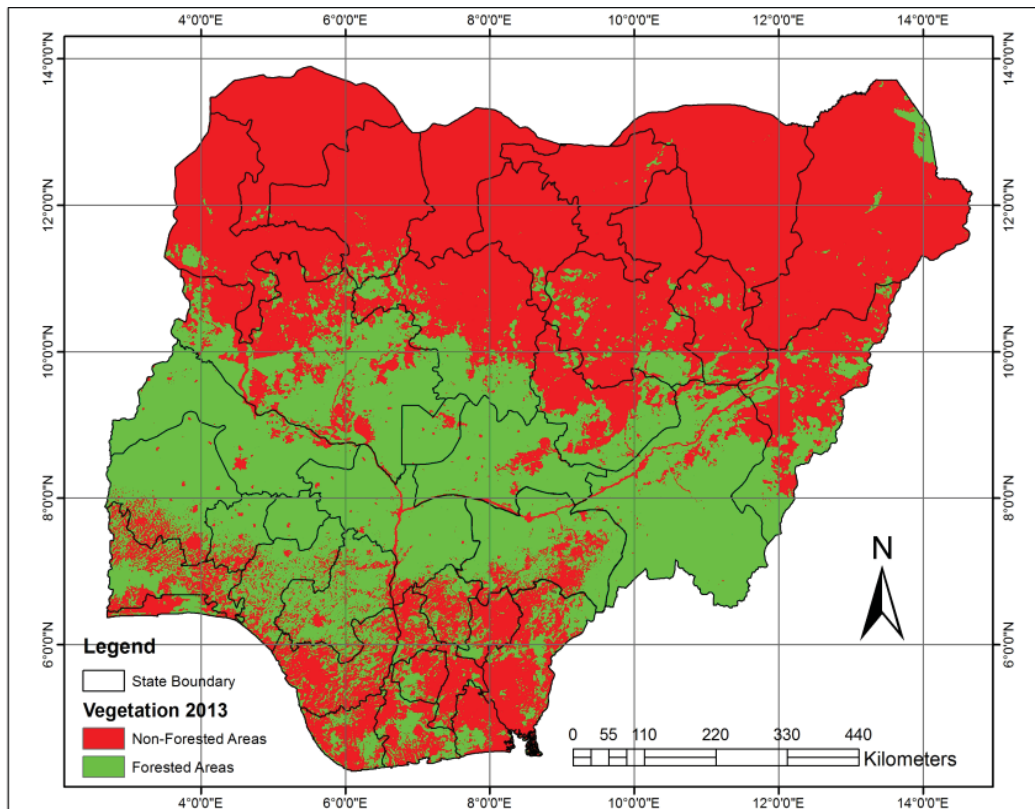 4°0'0"E 6°0'0"E 8°0'0"E 10°0'0"E 12°0'0"E 14°0'0"E
14°0'0"N 14°0'0"N
12°0'0"N 12°0'0"N
10°0'0"N 10°0'0"N
8°0'0"N 8°0'0"N
6°0'0"N 6°0'0"N
N
Legend
State Boundary
Vegetation 2013
Non-Forested Areas
Forested Areas
0 55 110 220 330 440
Kilometers
4°0'0"E 6°0'0"E 8°0'0"E 10°0'0"E 12°0'0"E 14°0'0"E